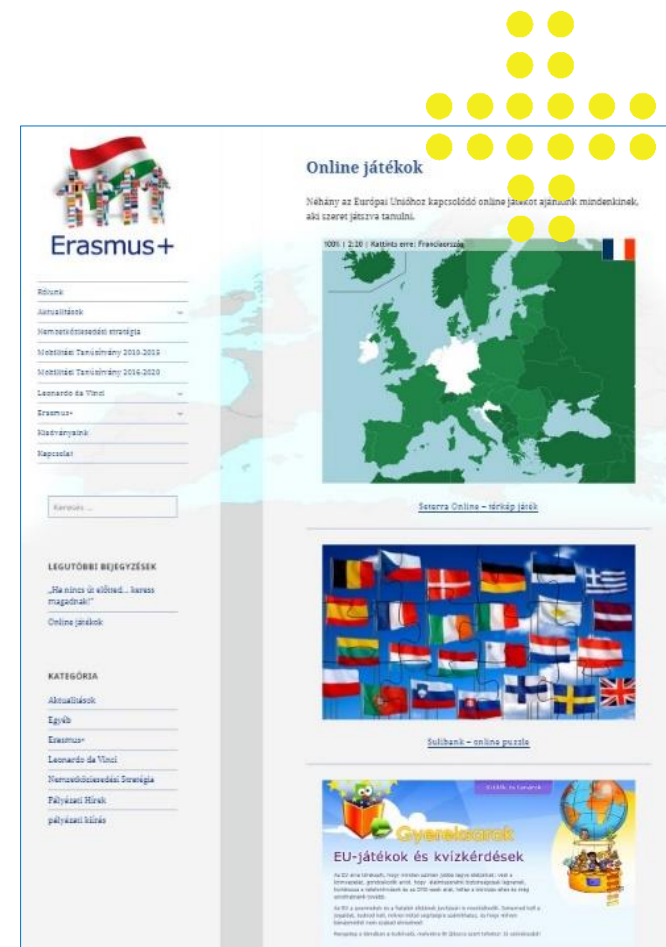 Erasmus+
Rólunk
Aktualitások
Nemzetköziesedési stratégia
Mobilitási Tanúsítvány 2010-2015
Mobilitási Tanúsítvány 2016-2020
Leonardo da Vinci
Erasmus+
Kiadványaink
Kapcsolat
Keresés ...
LEGUTÓBBI BEJEGYZÉSEK
„Ha nincs út előtted... keress
magadnak!”
Online játékok
KATEGÓRIA
Aktualitások
Egyéb
Erasmus+
Leonardo da Vinci
Nemzetköziesedési Stratégia
Pályázati Hírek
pályázati kiírás
Online játékok
Néhány az Európai Unióhoz kapcsolódó online játékot ajánlunk mindenkinek,
aki szeret játszva tanulni.
100% | 2:20 | Kattints erre: Franciaország
Seterra Online – térkép játék
Sulibank – online puzzle
Gyereksarok
EU-játékok és kvízkérdések